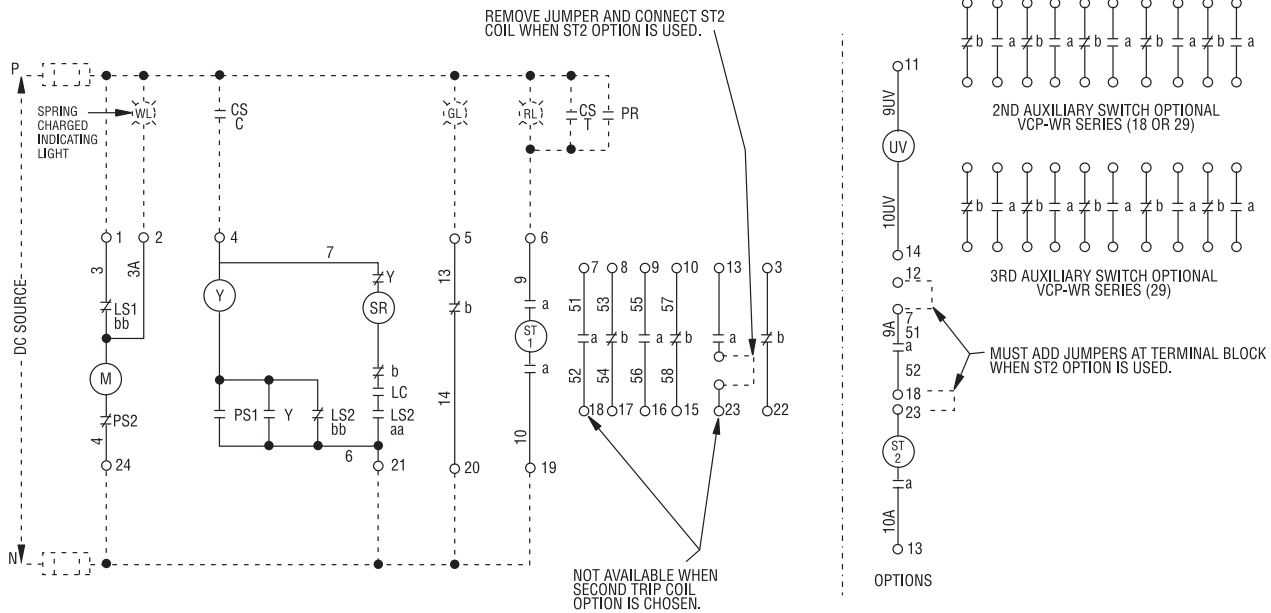 REMOVE JUMPER AND CONNECT ST2
COIL WHEN ST2 OPTION IS USED.
P
DC SOURCE
N
SPRING
CHARGED
INDICATING
LIGHT
WL
CS
C
GL
RL
CS
T
PR
1
2
4
5
6
3
3A
7
13
9
LS1
bb
Y
Y
SR
b
a
ST
1
a
M
PS2
4
PS1
Y
LS2
bb
b
LC
LS2
aa
14
10
6
24
21
20
19
7
8
9
10
13
3
51
53
55
57
a
b
a
b
a
b
52
54
56
58
18
17
16
15
23
22
NOT AVAILABLE WHEN
SECOND TRIP COIL
OPTION IS CHOSEN.
11
9UV
UV
10UV
14
12
7
9A
51
a
52
18
23
ST
2
a
10A
13
OPTIONS
b a b a b a b a b a
2ND AUXILIARY SWITCH OPTIONAL
VCP-WR SERIES (18 OR 29)
b a b a b a b a b a
3RD AUXILIARY SWITCH OPTIONAL
VCP-WR SERIES (29)
MUST ADD JUMPERS AT TERMINAL BLOCK
WHEN ST2 OPTION IS USED.